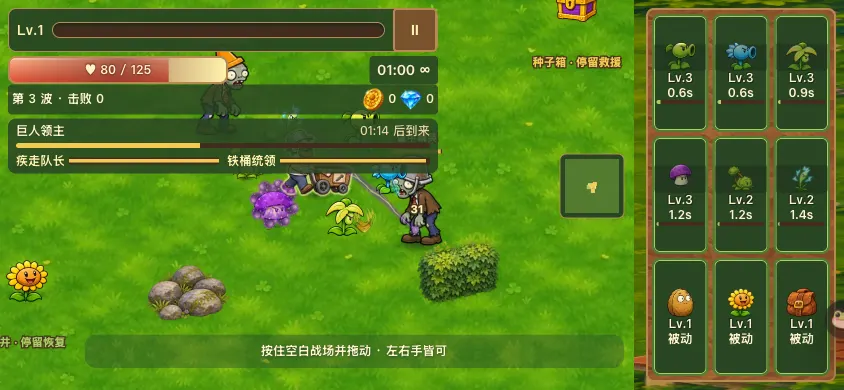 Lv.1
80 / 125
01:00 ∞
第 3 波 · 击败 0
0
0
巨人领主
01:14 后到来
疾走队长
铁桶统领
种子箱 · 停留救援
31
井 · 停留恢复
按住空白战场并拖动 · 左右手皆可
Lv.3
0.6s
Lv.3
0.6s
Lv.3
0.9s
Lv.3
1.2s
Lv.2
1.2s
Lv.2
1.4s
Lv.1
被动
Lv.1
被动
Lv.1
被动